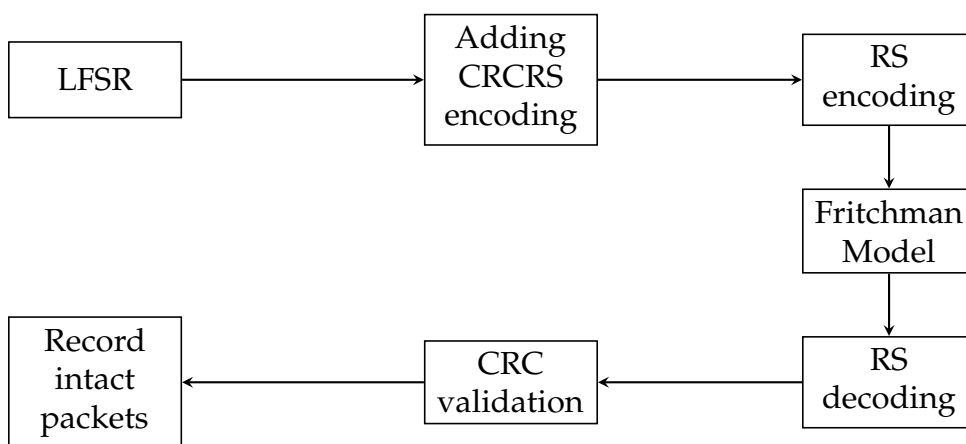 LFSR
Adding
CRCRS
encoding
RS
encoding
Fritchman
Model
RS
decoding
CRC
validation
Record
intact
packets